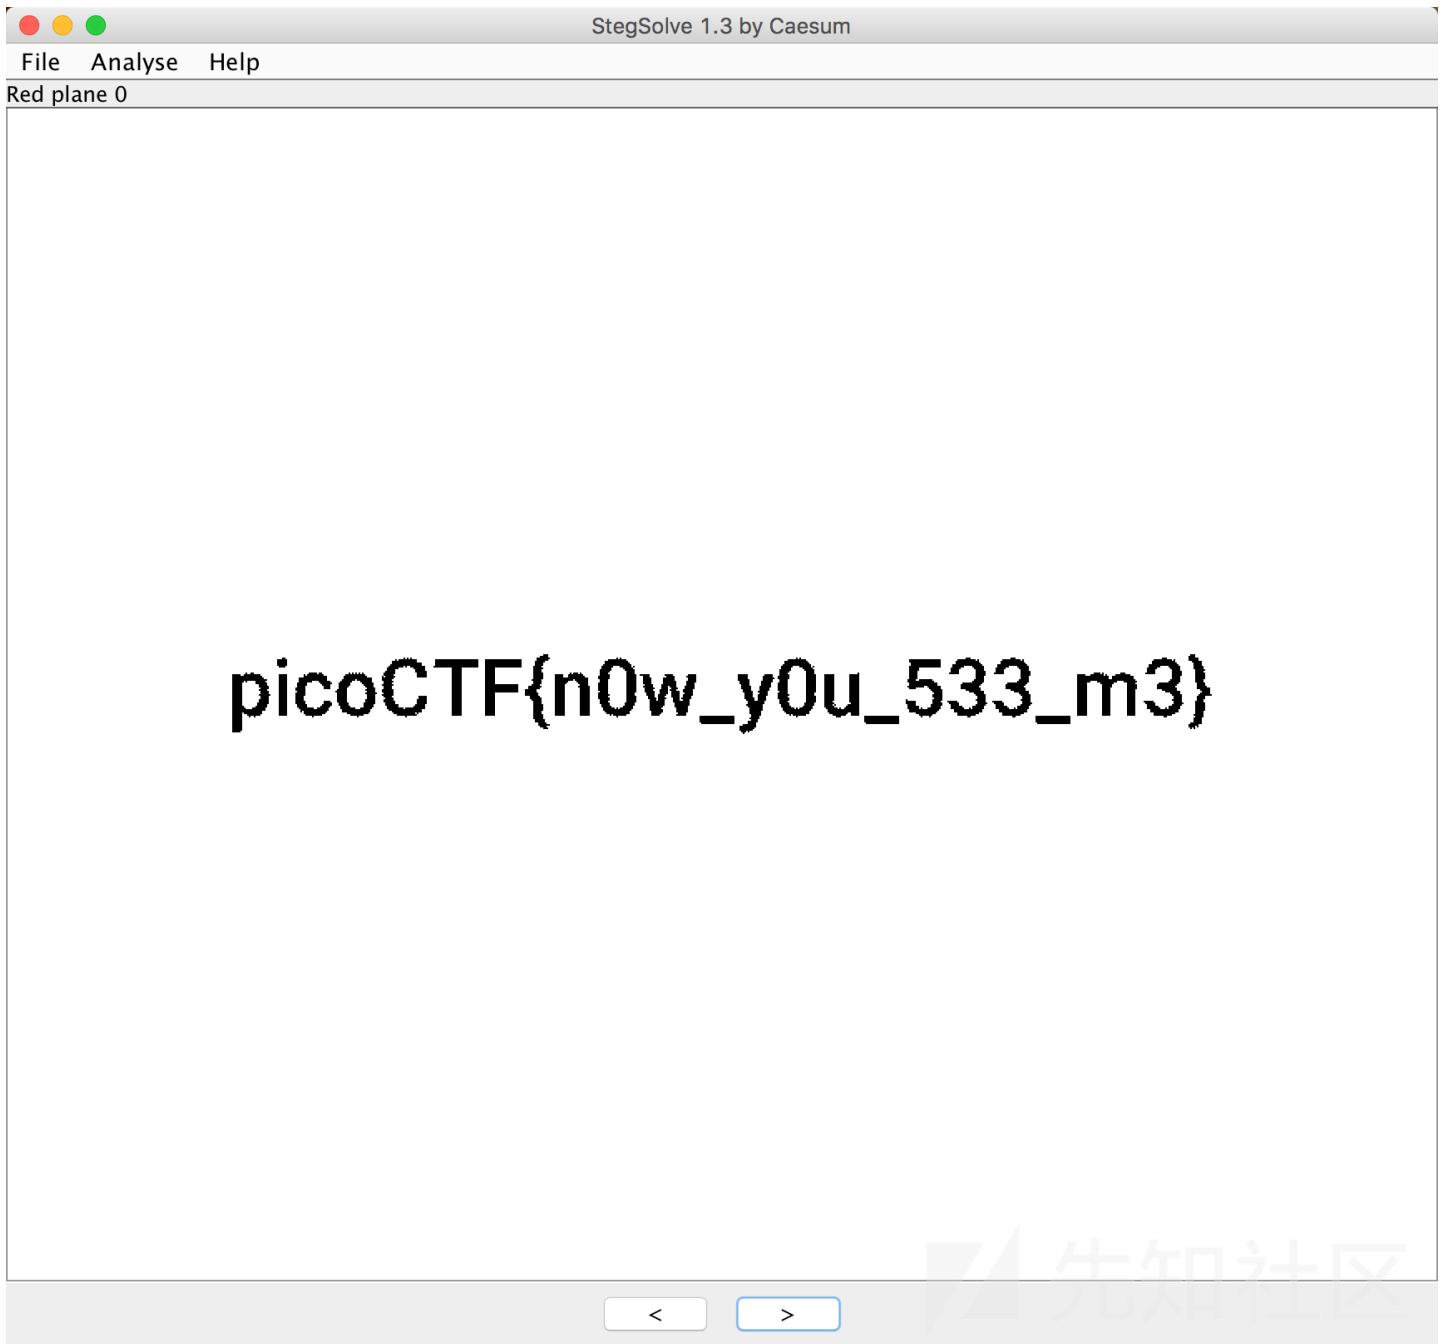 StegSolve 1.3 by Caesum
File Analyse Help
Red plane 0
picoCTF{n0w_y0u_533_m3}
先知社区
< >